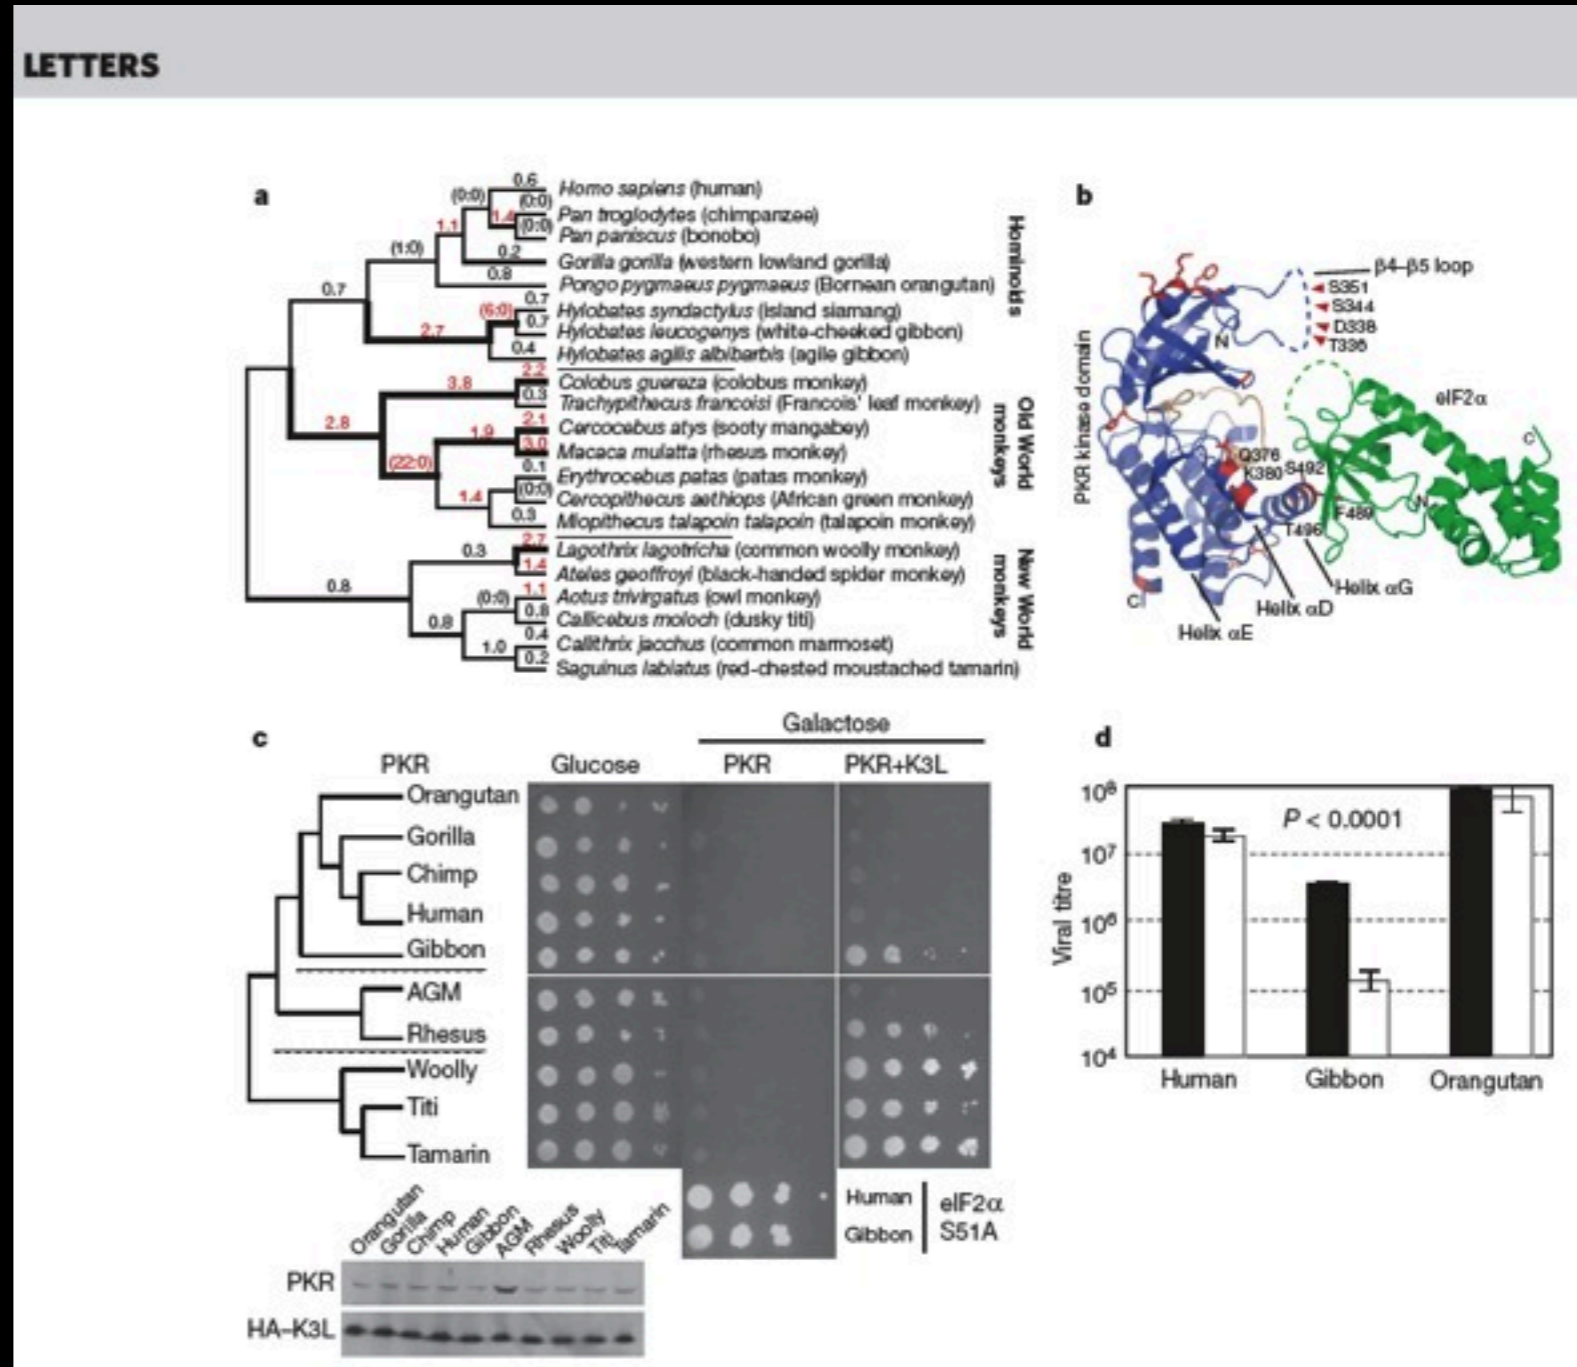 LETTERS
a
0.6
Homo sapiens (human)
(0:0)
(0:0)
1.4
Pan troglodytes (chimpanzee)
(0:0)
Pan paniscus (bonobo)
1.1
(1:0)
0.2
Gorilla gorilla (western lowland gorilla)
0.8
Pongo pygmaeus pygmaeus (Bornean orangutan)
0.7
0.7
Hylobates syndactylus (island siamang)
(6:0)
0.7
Hylobates leucogenys (white-cheeked gibbon)
2.7
0.4
Hylobates agilis albibarbis (agile gibbon)
2.2
Colobus guereza (colobus monkey)
3.8
0.3
Trachypithecus francoisi (Francois' leaf monkey)
2.8
2.1
Cercocebus atys (sooty mangabey)
1.9
3.0
Macaca mulatta (rhesus monkey)
(22:0)
0.1
Erythrocebus patas (patas monkey)
1.4
(0:0)
Cercopithecus aethiops (African green monkey)
0.3
Miopithecus talapoin talapoin (talapoin monkey)
2.7
Lagothrix lagotricha (common woolly monkey)
0.3
1.4
Ateles geoffroyi (black-handed spider monkey)
0.8
1.1
Aotus trivirgatus (owl monkey)
(0:0)
0.8
Callicebus moloch (dusky titi)
0.8
0.4
Callithrix jacchus (common marmoset)
1.0
0.2
Saguinus labiatus (red-chested moustached tamarin)
Hominoids
Old World
monkeys
New World
monkeys
b
β4–β5 loop
S351
S344
D338
T336
N
PKR kinase domain
eIF2α
C
Q376
K380
S492
F489
N
T496
Helix αG
Helix αD
Helix αE
C
c
Galactose
PKR
Glucose
PKR
PKR+K3L
Orangutan
Gorilla
Chimp
Human
Gibbon
AGM
Rhesus
Woolly
Titi
Tamarin
Human
Gibbon
eIF2α
S51A
Orangutan
Gorilla
Chimp
Human
Gibbon
AGM
Rhesus
Woolly
Titi
Tamarin
PKR
HA–K3L
d
10⁸
10⁷
10⁶
10⁵
10⁴
Viral titre
P < 0.0001
Human
Gibbon
Orangutan